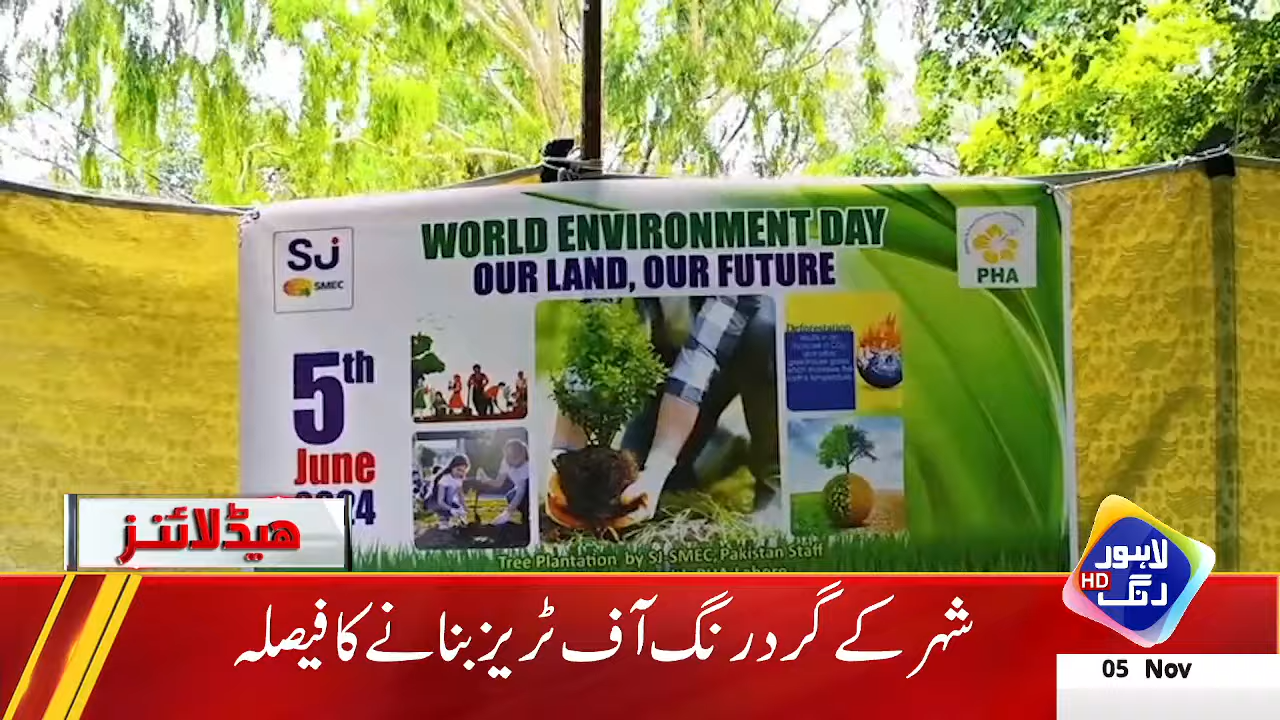 WORLD ENVIRONMENT DAY
OUR LAND, OUR FUTURE
SJ
SMEC
PHA
5th
June
Deforestation
Tree Plantation by SJ-SMEC, Pakistan Staff
ہیڈلائنز
لاہور
HD
رنگ
شہر کے گرد رنگ آف ٹریز بنانے کا فیصلہ
05 Nov